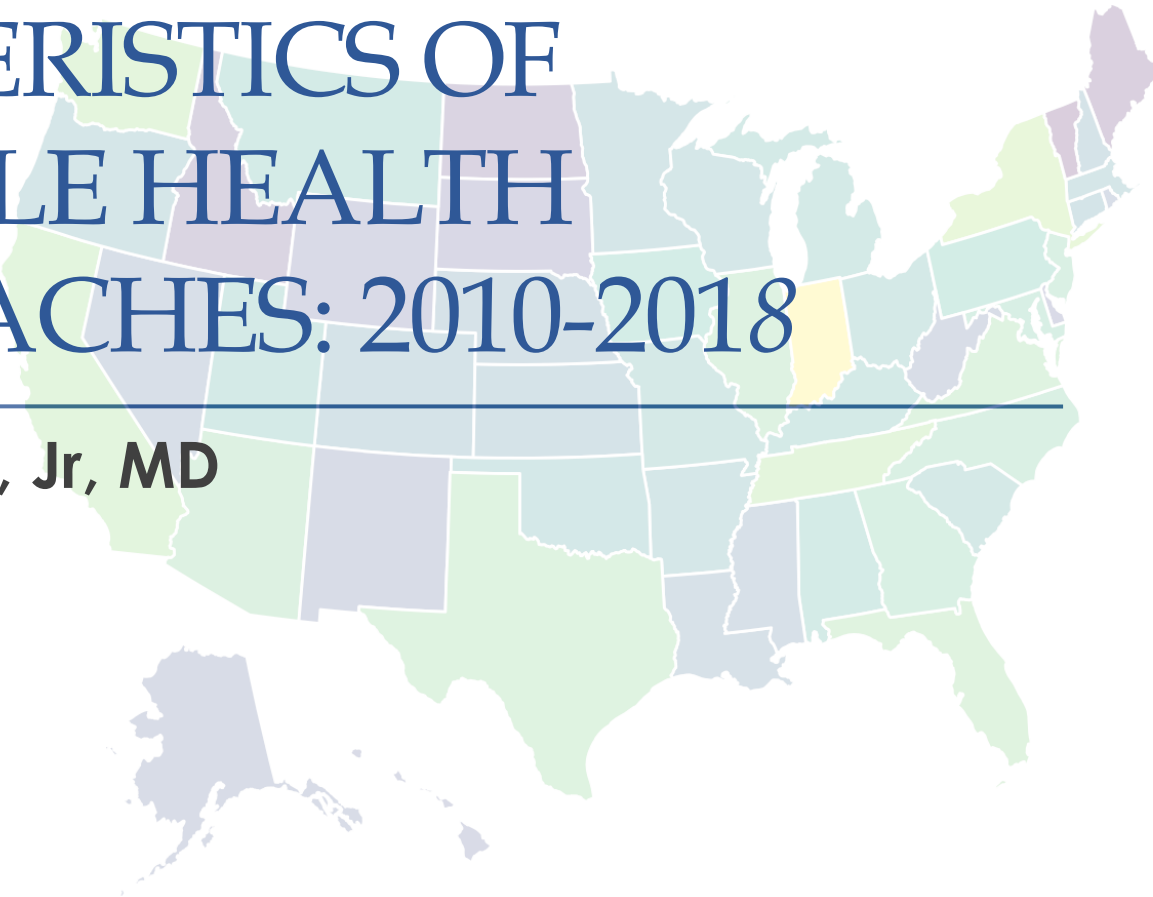 ERISTICS OF
LE HEALTH
ACHES: 2010-2018
, Jr, MD